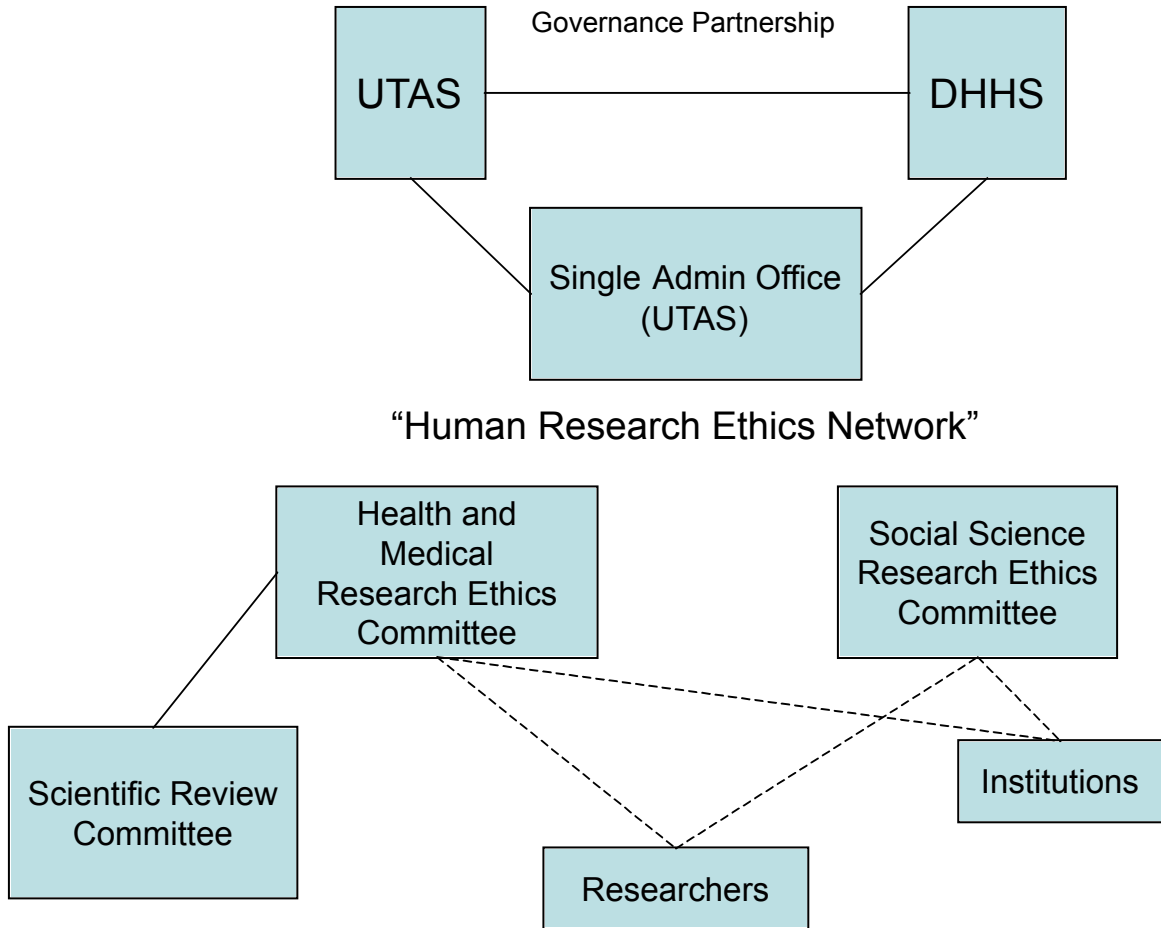 Governance Partnership
UTAS
DHHS
Single Admin Office
(UTAS)
“Human Research Ethics Network”
Health and
Medical
Research Ethics
Committee
Social Science
Research Ethics
Committee
Scientific Review
Committee
Institutions
Researchers